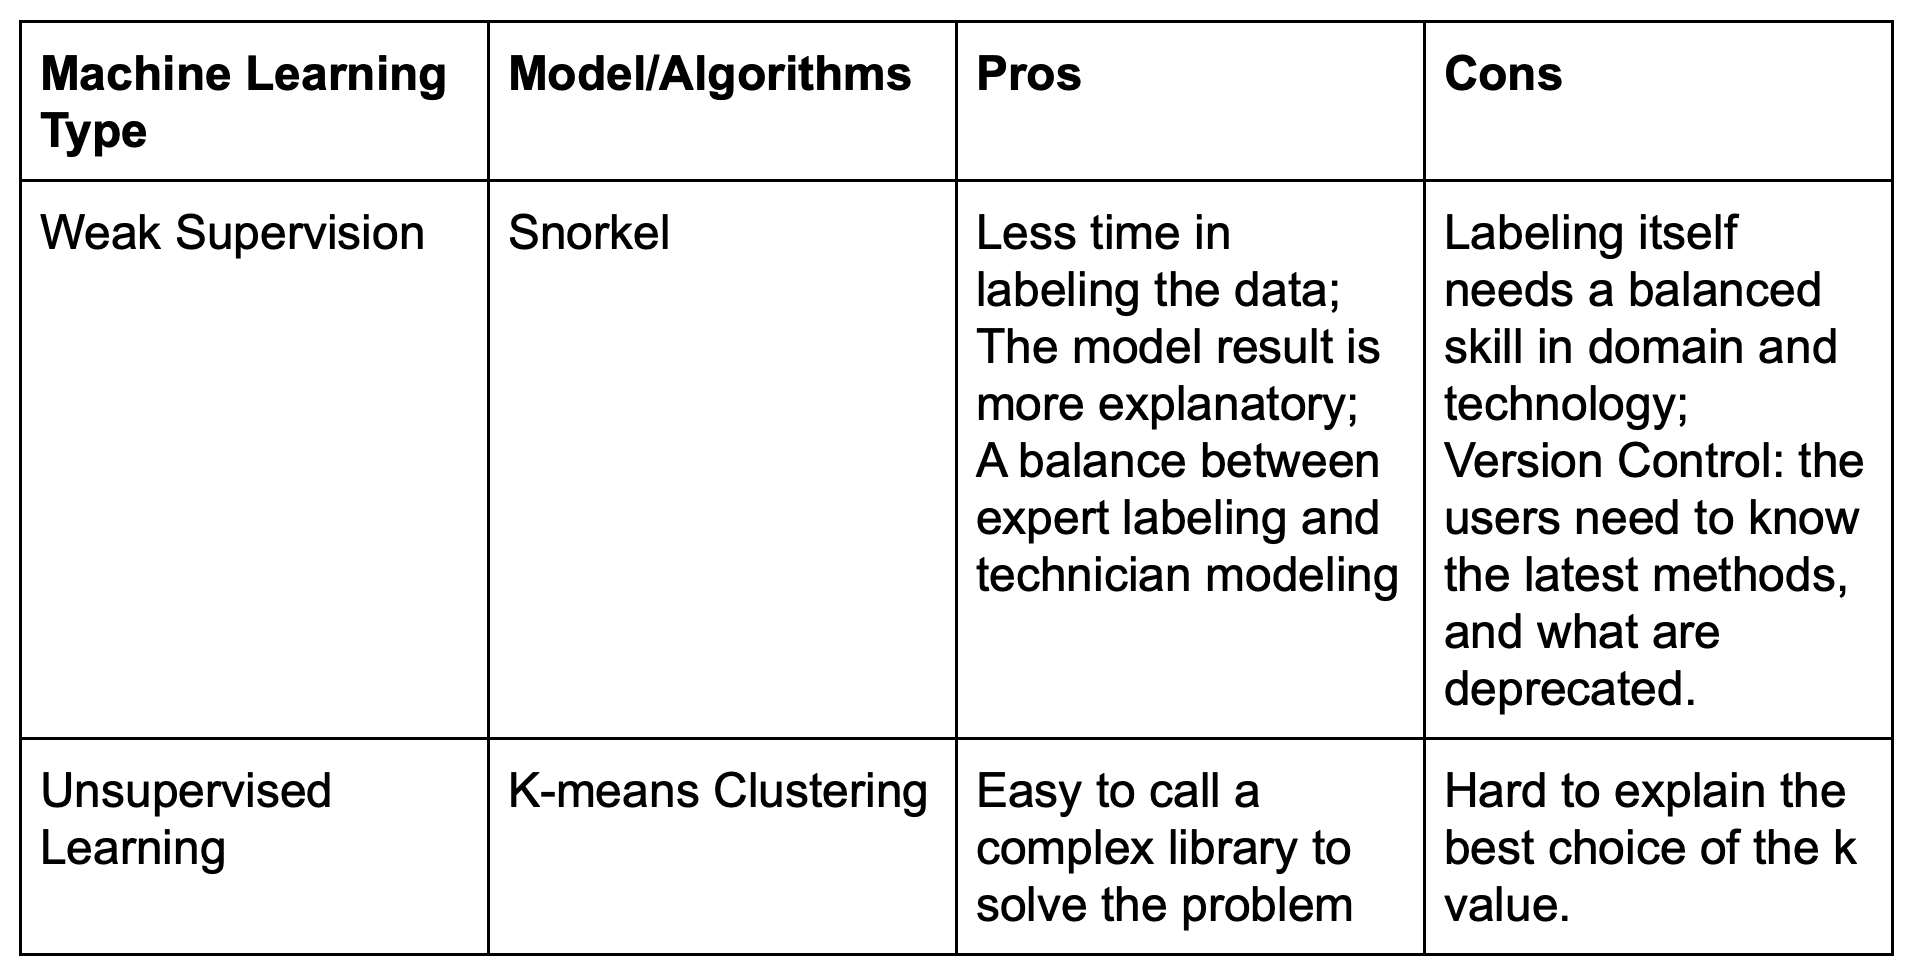 Machine Learning
Type
Model/Algorithms
Pros
Cons
Weak Supervision
Snorkel
Less time in
labeling the data;
The model result is
more explanatory;
A balance between
expert labeling and
technician modeling
Labeling itself
needs a balanced
skill in domain and
technology;
Version Control: the
users need to know
the latest methods,
and what are
deprecated.
Unsupervised
Learning
K-means Clustering
Easy to call a
complex library to
solve the problem
Hard to explain the
best choice of the k
value.